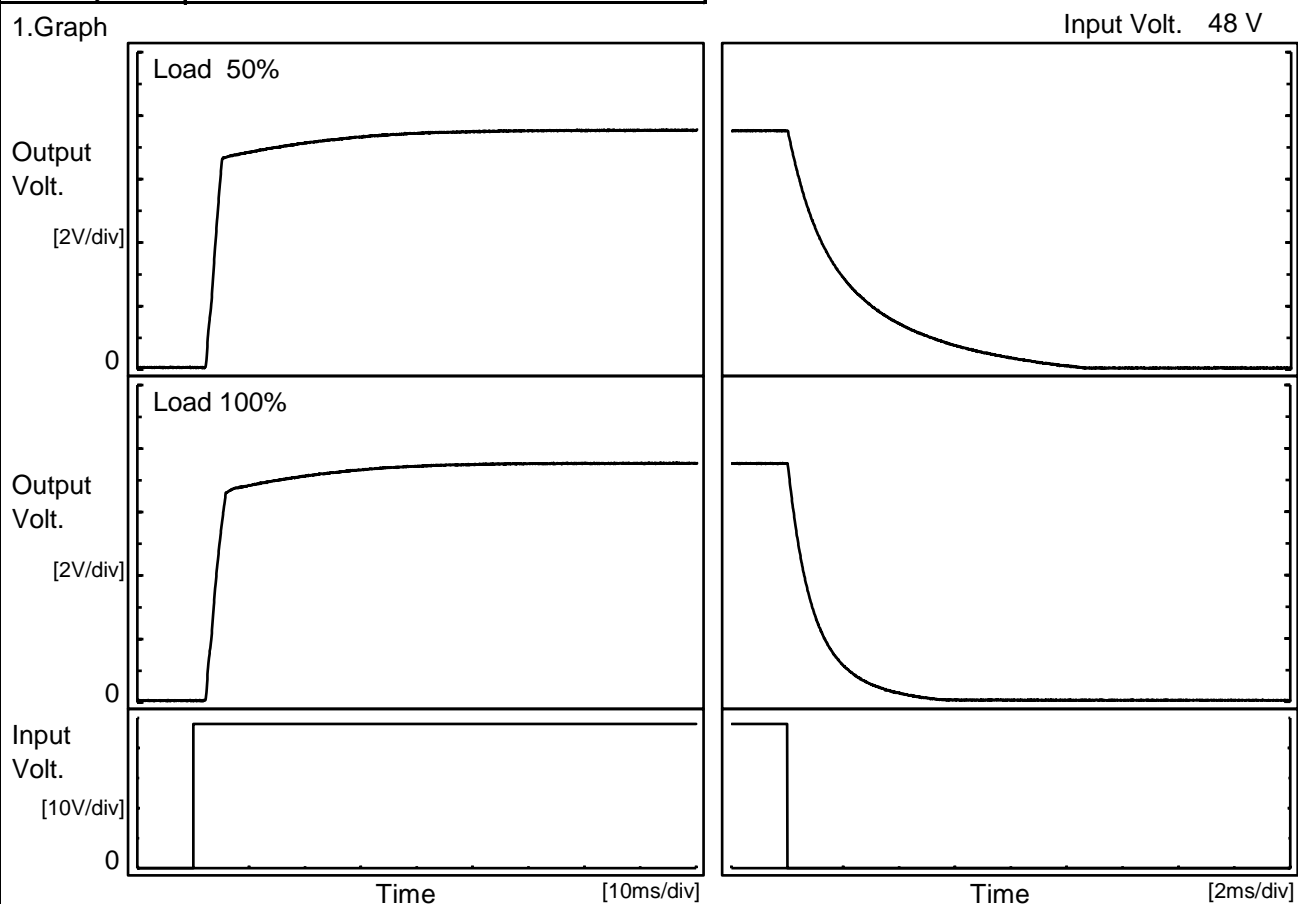 1.Graph
Input Volt. 48 V
Load 50%
Output
Volt.
[2V/div]
0
Load 100%
Output
Volt.
[2V/div]
0
Input
Volt.
[10V/div]
0
Time
[10ms/div]
Time
[2ms/div]